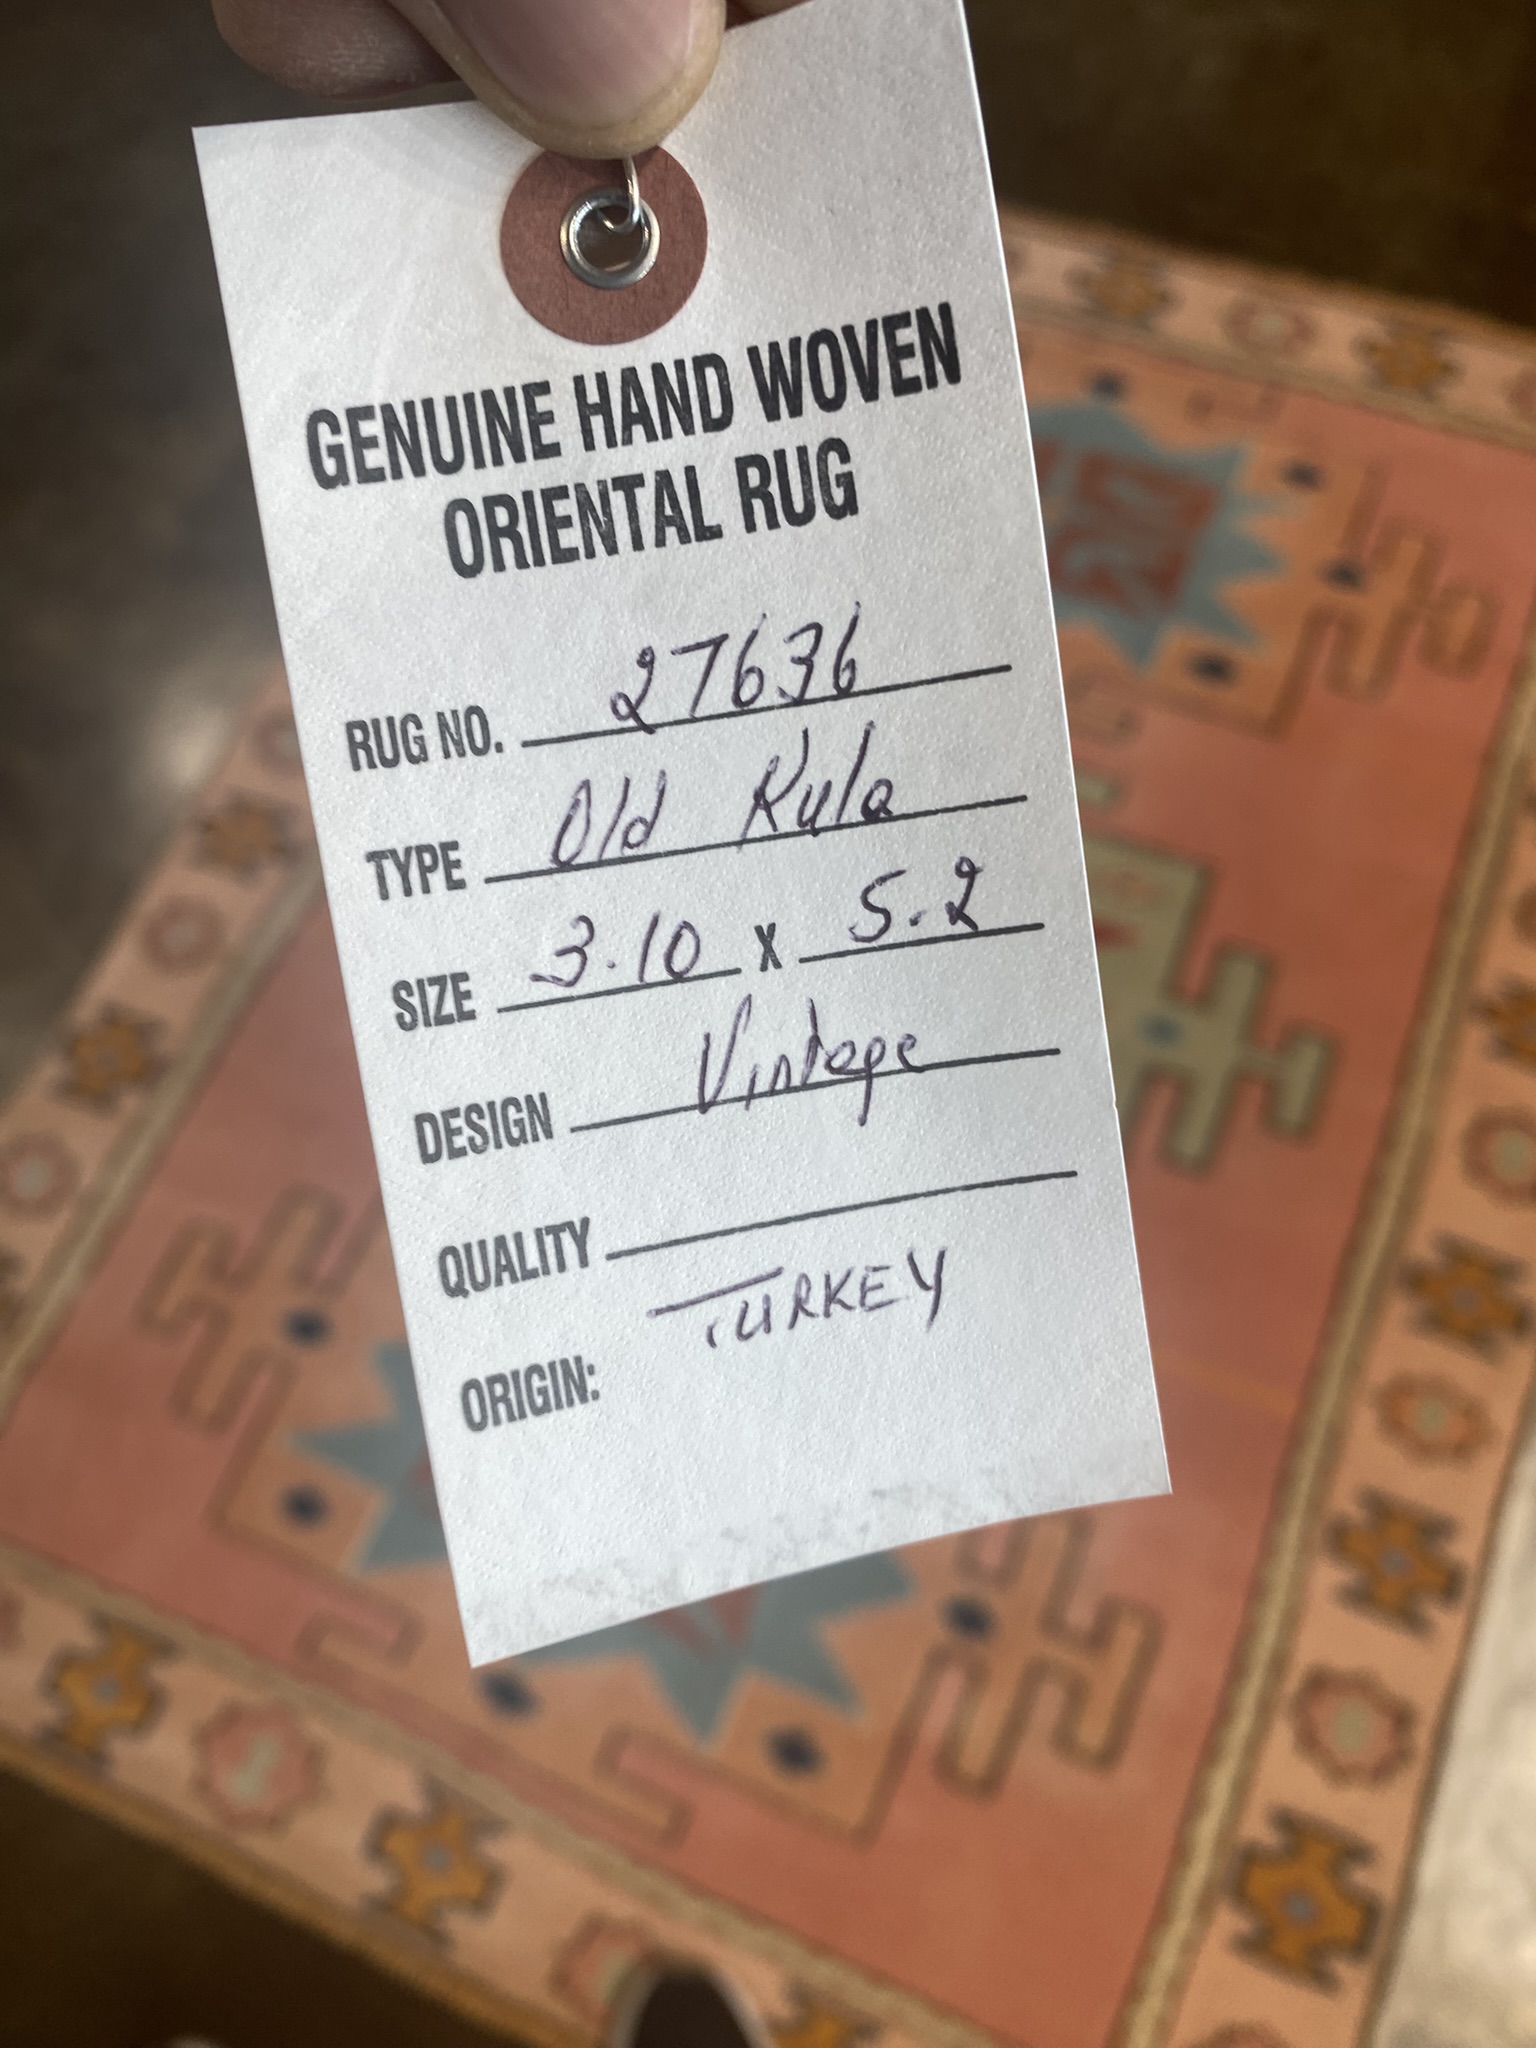 GENUINE HAND WOVEN
ORIENTAL RUG
RUG NO. 27636
TYPE Old Kula
SIZE 3.10 X 5.2
DESIGN Vintage
QUALITY
ORIGIN: TURKEY